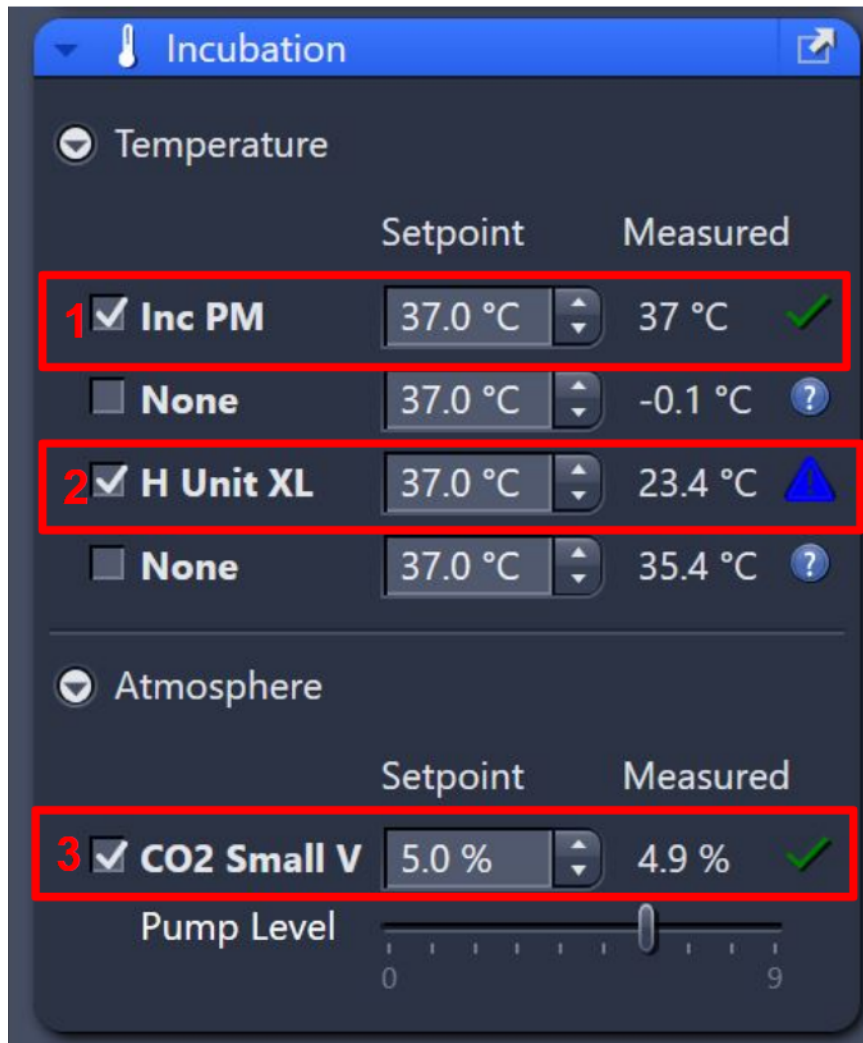 Incubation
Temperature
Setpoint Measured
1 Inc PM 37.0 °C 37 °C
None 37.0 °C -0.1 °C ?
2 H Unit XL 37.0 °C 23.4 °C !
None 37.0 °C 35.4 °C ?
Atmosphere
Setpoint Measured
3 CO2 Small V 5.0 % 4.9 %
Pump Level
0 9